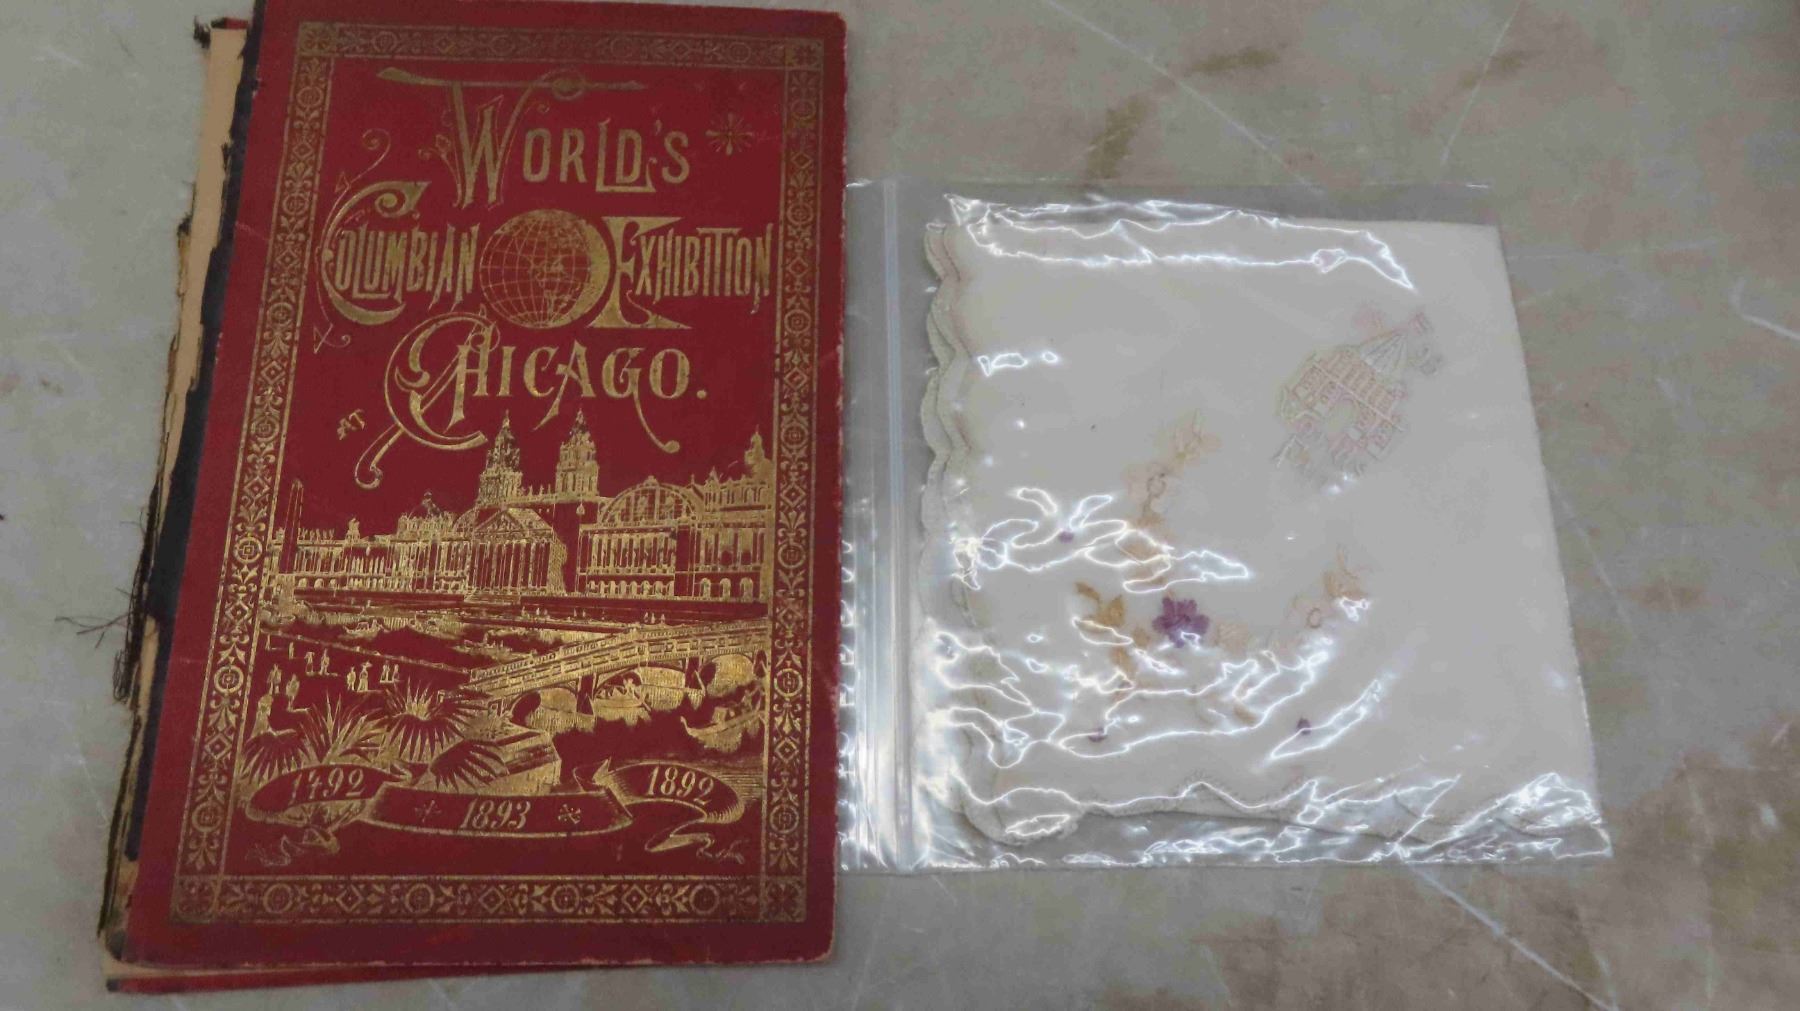 WORLD'S
COLUMBIAN EXHIBITION
AT CHICAGO.
1492 1893 1892